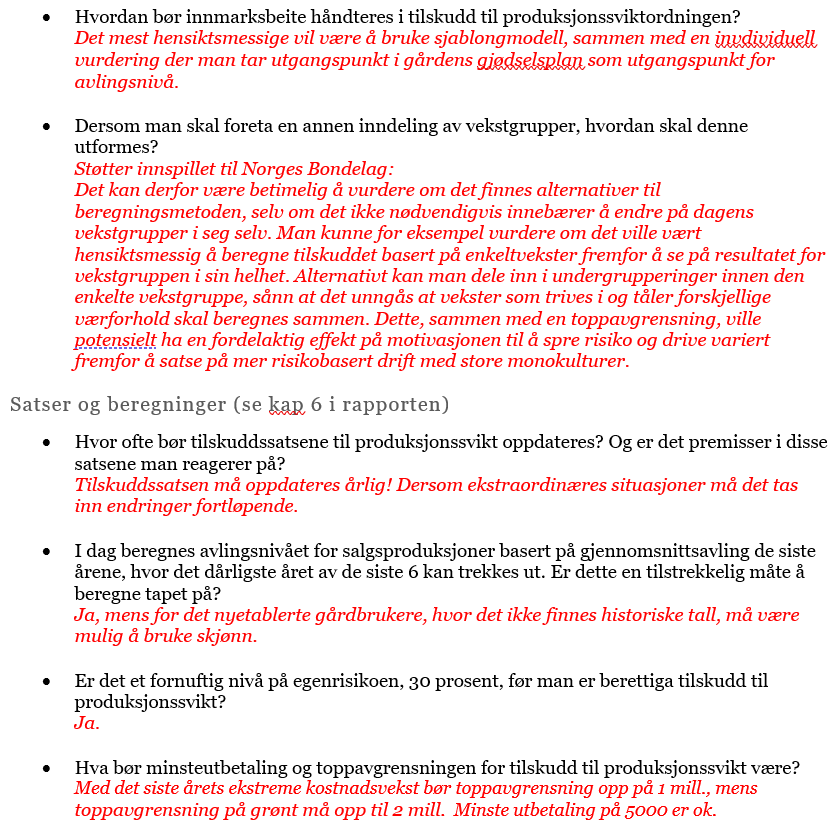 • Hvordan bør innmarksbeite håndteres i tilskudd til produksjonssviktordningen?
Det mest hensiktsmessige vil være å bruke sjablongmodell, sammen med en invdividuell
vurdering der man tar utgangspunkt i gårdens gjødselsplan som utgangspunkt for
avlingsnivå.
• Dersom man skal foreta en annen inndeling av vekstgrupper, hvordan skal denne
utformes?
Støtter innspillet til Norges Bondelag:
Det kan derfor være betimelig å vurdere om det finnes alternativer til
beregningsmetoden, selv om det ikke nødvendigvis innebærer å endre på dagens
vekstgrupper i seg selv. Man kunne for eksempel vurdere om det ville vært
hensiktsmessig å beregne tilskuddet basert på enkeltvekster fremfor å se på resultatet for
vekstgruppen i sin helhet. Alternativt kan man dele inn i undergrupperinger innen den
enkelte vekstgruppe, sånn at det unngås at vekster som trives i og tåler forskjellige
værforhold skal beregnes sammen. Dette, sammen med en toppavgrensning, ville
potensielt ha en fordelaktig effekt på motivasjonen til å spre risiko og drive variert
fremfor å satse på mer risikobasert drift med store monokulturer.
Satser og beregninger (se kap 6 i rapporten)
• Hvor ofte bør tilskuddssatsene til produksjonssvikt oppdateres? Og er det premisser i disse
satsene man reagerer på?
Tilskuddssatsen må oppdateres årlig! Dersom ekstraordinæres situasjoner må det tas
inn endringer fortløpende.
• I dag beregnes avlingsnivået for salgsproduksjoner basert på gjennomsnittsavling de siste
årene, hvor det dårligste året av de siste 6 kan trekkes ut. Er dette en tilstrekkelig måte å
beregne tapet på?
Ja, mens for det nyetablerte gårdbrukere, hvor det ikke finnes historiske tall, må være
mulig å bruke skjønn.
• Er det et fornuftig nivå på egenrisikoen, 30 prosent, før man er berettiga tilskudd til
produksjonssvikt?
Ja.
• Hva bør minsteutbetaling og toppavgrensningen for tilskudd til produksjonssvikt være?
Med det siste årets ekstreme kostnadsvekst bør toppavgrensning opp på 1 mill., mens
toppavgrensning på grønt må opp til 2 mill. Minste utbetaling på 5000 er ok.